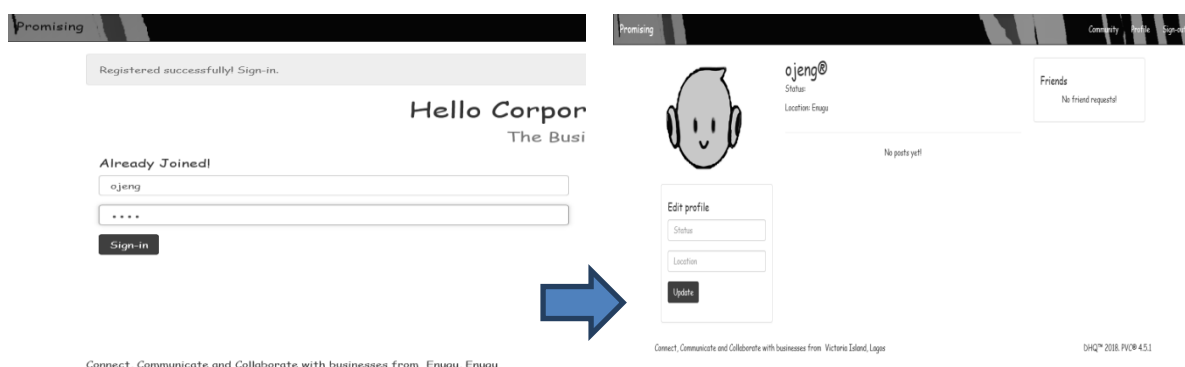 Promising
Registered successfully! Sign-in.
Hello Corpor
The Busi
Already Joined!
ojeng
••••
Sign-in
Connect, Communicate and Collaborate with businesses from Enugu, Enugu
Promising
Community Profile Sign-out
ojeng®
Status:
Location: Enugu
No posts yet!
Friends
No friend requests!
Edit profile
Status
Location
Update
Connect, Communicate and Collaborate with businesses from Victoria Island, Lagos
DHQ™ 2018. PVC® 4.5.1